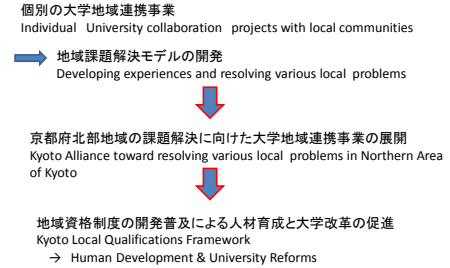 個別の大学地域連携事業
Individual University collaboration projects with local communities
地域課題解決モデルの開発
Developing experiences and resolving various local problems
京都府北部地域の課題解決に向けた大学地域連携事業の展開
Kyoto Alliance toward resolving various local problems in Northern Area
of Kyoto
地域資格制度の開発普及による人材育成と大学改革の促進
Kyoto Local Qualifications Framework
→ Human Development & University Reforms